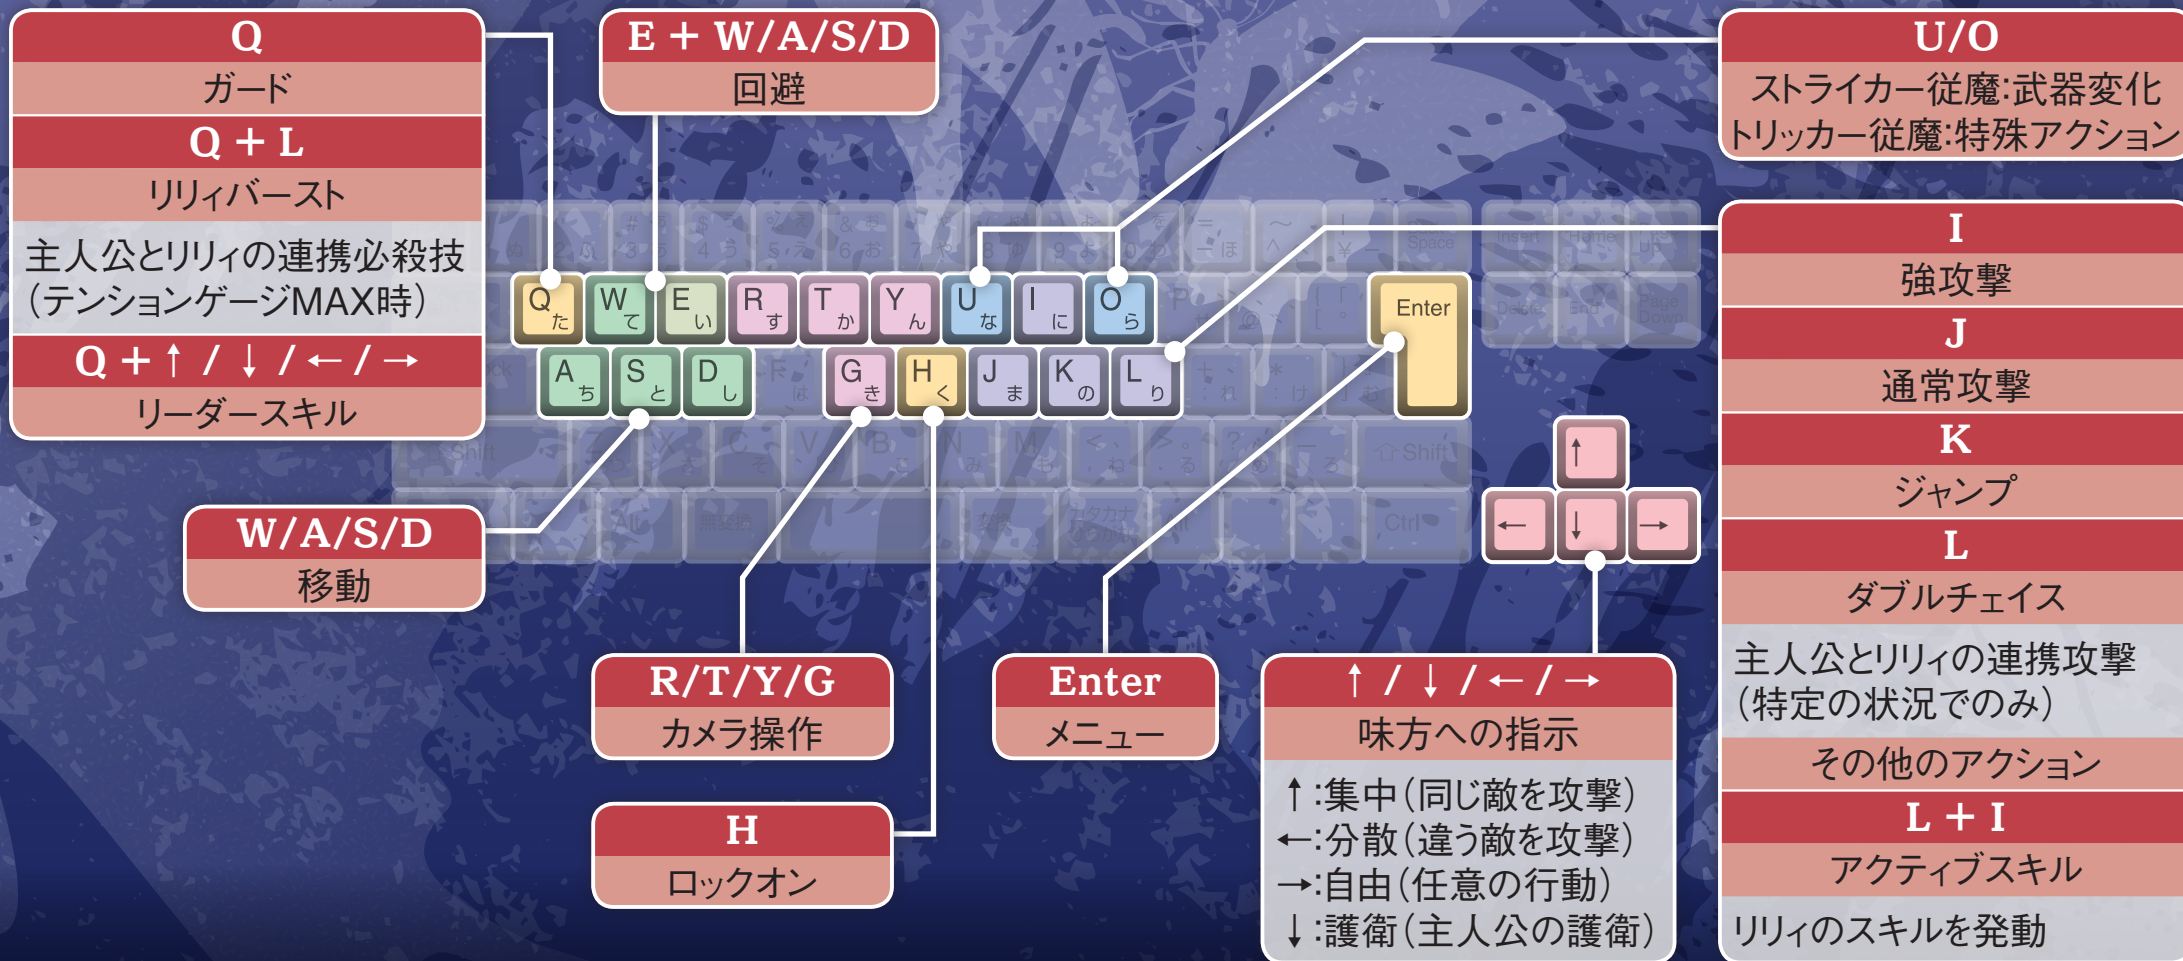 Q
ガード
Q + L
リリィバースト
主人公とリリィの連携必殺技
（テンションゲージMAX時）
Q + ↑ / ↓ / ← / →
リーダースキル
E + W/A/S/D
回避
U/O
ストライカー従魔:武器変化
トリッカー従魔:特殊アクション
I
強攻撃
J
通常攻撃
K
ジャンプ
L
ダブルチェイス
主人公とリリィの連携攻撃
（特定の状況でのみ）
その他のアクション
L + I
アクティブスキル
リリィのスキルを発動
Q た W て E い R す T か Y ん U な I に O ら Enter
A ち S と D し G き H く J ま K の L り
↑
← ↓ →
W/A/S/D
移動
R/T/Y/G
カメラ操作
H
ロックオン
Enter
メニュー
↑ / ↓ / ← / →
味方への指示
↑:集中（同じ敵を攻撃）
←:分散（違う敵を攻撃）
→:自由（任意の行動）
↓:護衛（主人公の護衛）